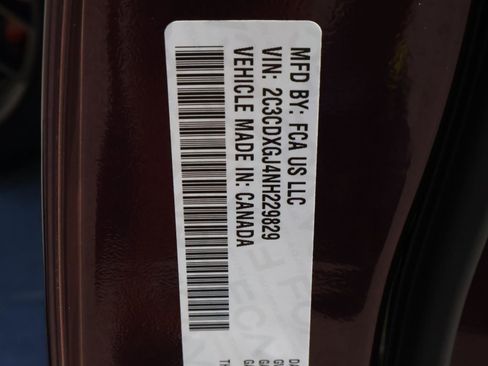 MFD BY: FCA US LLC
VIN: 2C3CDXGJ4NH229829
VEHICLE MADE IN: CANADA